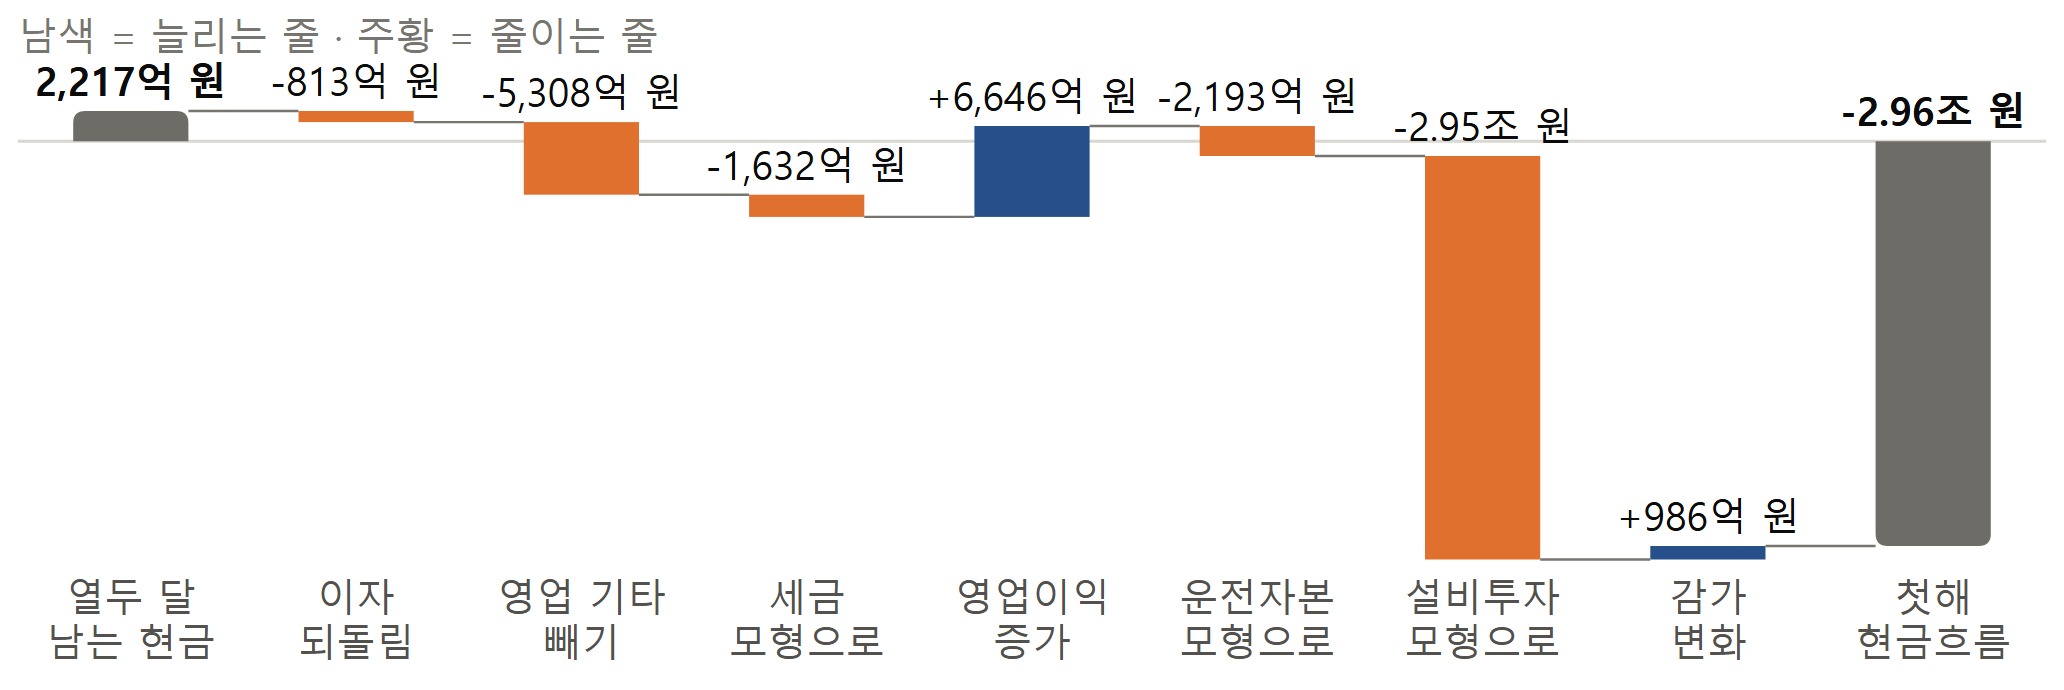 남색 = 늘리는 줄 · 주황 = 줄이는 줄
2,217억 원
-813억 원
-5,308억 원
-1,632억 원
+6,646억 원
-2,193억 원
-2.95조 원
+986억 원
-2.96조 원
열두 달
남는 현금
이자
되돌림
영업 기타
빼기
세금
모형으로
영업이익
증가
운전자본
모형으로
설비투자
모형으로
감가
변화
첫해
현금흐름